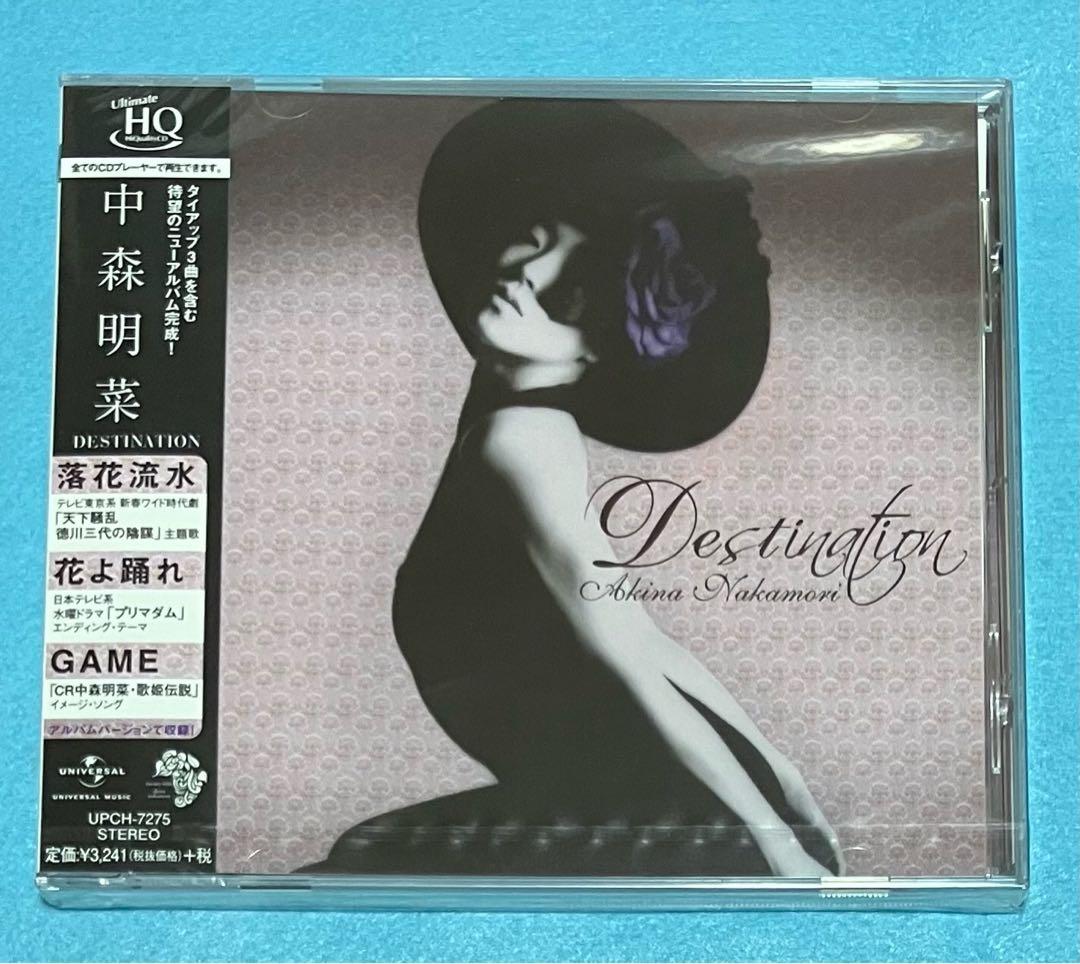 Ultimate
HQ
HiQualityCD
全てのCDプレーヤーで再生できます。
タイアップ3曲を含む
待望のニューアルバム完成！
中森明菜
DESTINATION
落花流水
テレビ東京系 新春ワイド時代劇
「天下騒乱
徳川三代の陰謀」主題歌
花よ踊れ
日本テレビ系
水曜ドラマ「プリマダム」
エンディング・テーマ
GAME
「CR中森明菜・歌姫伝説」
イメージ・ソング
アルバムバージョンで収録！
UNIVERSAL
UNIVERSAL MUSIC
UPCH-7275
STEREO
定価:¥3,241(税抜価格)+税
Destination
Akina Nakamori